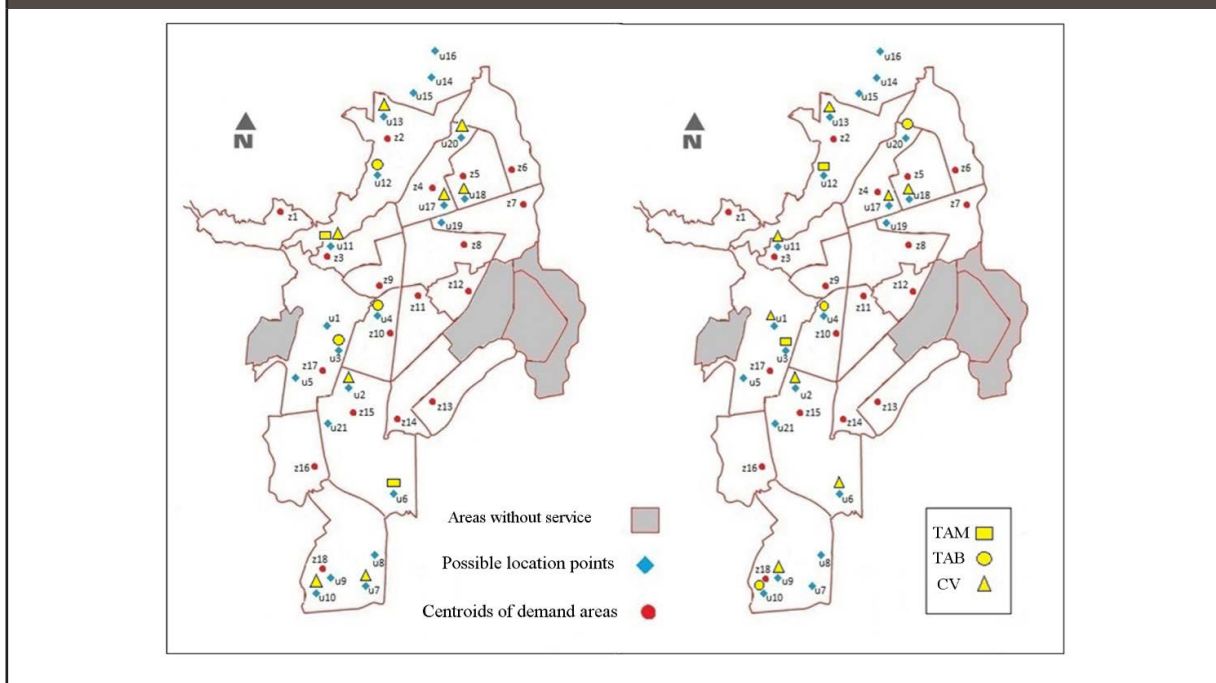 u16
u14
u15
u13
N
z2
u20
z6
u12
z5
z4
u18
u17
z7
z1
u19
u11
z8
z3
z9
z12
z11
u1
u4
z10
u3
z17
u5
u2
z15
z13
u21
z14
z16
u6
u8
z18
u9
u7
u10
u16
u14
u15
u13
N
z2
u20
z6
u12
z5
z4
u18
u17
z7
z1
u19
u11
z8
z3
z9
z12
z11
u1
u4
z10
u3
z17
u5
u2
z15
z13
u21
z14
z16
u6
u8
z18
u9
u7
u10
Areas without service
Possible location points
Centroids of demand areas
TAM
TAB
CV